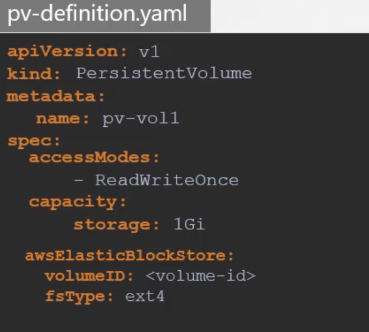 pv-definition.yaml
apiVersion: v1
kind: PersistentVolume
metadata:
name: pv-vol1
spec:
accessModes:
- ReadWriteOnce
capacity:
storage: 1Gi
awsElasticBlockStore:
volumeID: <volume-id>
fsType: ext4